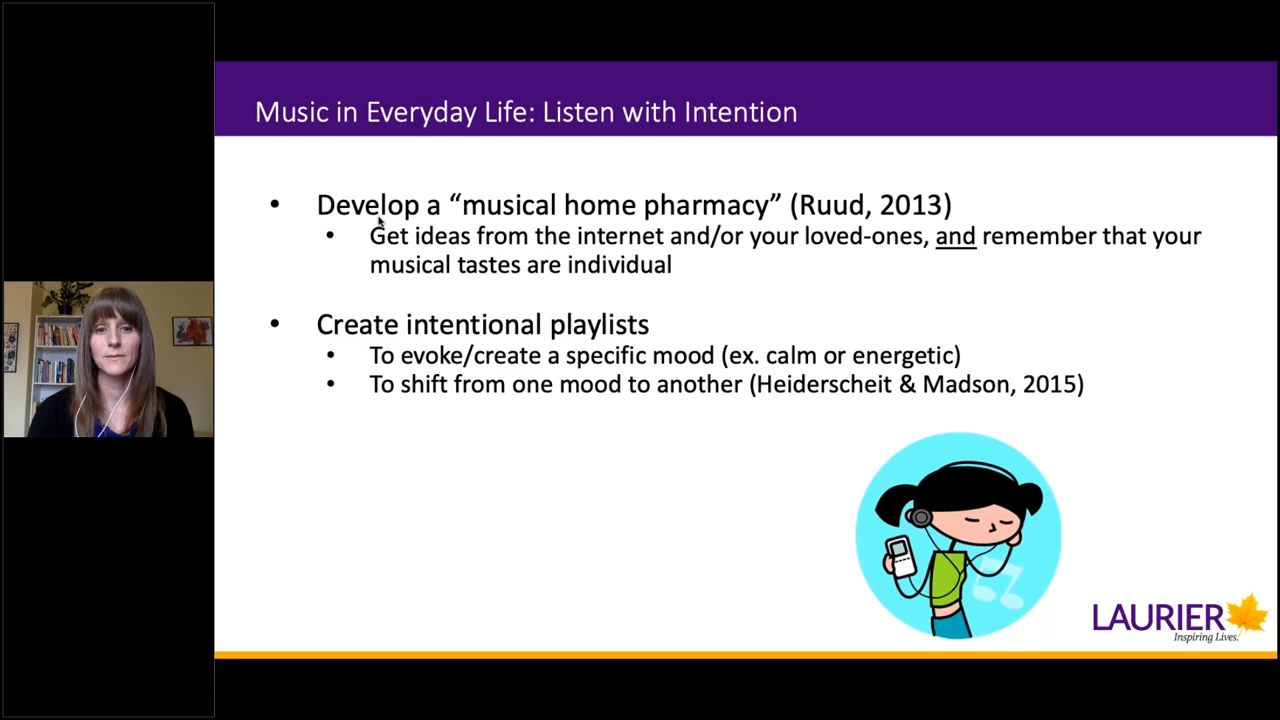 Music in Everyday Life: Listen with Intention
• Develop a “musical home pharmacy” (Ruud, 2013)
• Get ideas from the internet and/or your loved-ones, and remember that your
musical tastes are individual
• Create intentional playlists
• To evoke/create a specific mood (ex. calm or energetic)
• To shift from one mood to another (Heiderscheit & Madson, 2015)
LAURIER
Inspiring Lives.